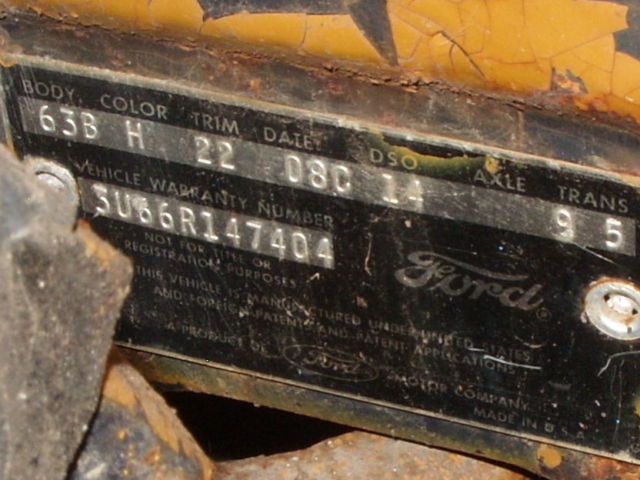 BODY COLOR TRIM DATE DSO AXLE TRANS
63B H 22 08C 14 9 5
VEHICLE WARRANTY NUMBER
3U66R147404
NOT FOR TITLE OR
REGISTRATION PURPOSES
Ford
THIS VEHICLE IS MANUFACTURED UNDER UNITED STATES
AND FOREIGN PATENTS AND PATENT APPLICATIONS
A PRODUCT OF Ford MOTOR COMPANY
MADE IN U.S.A.